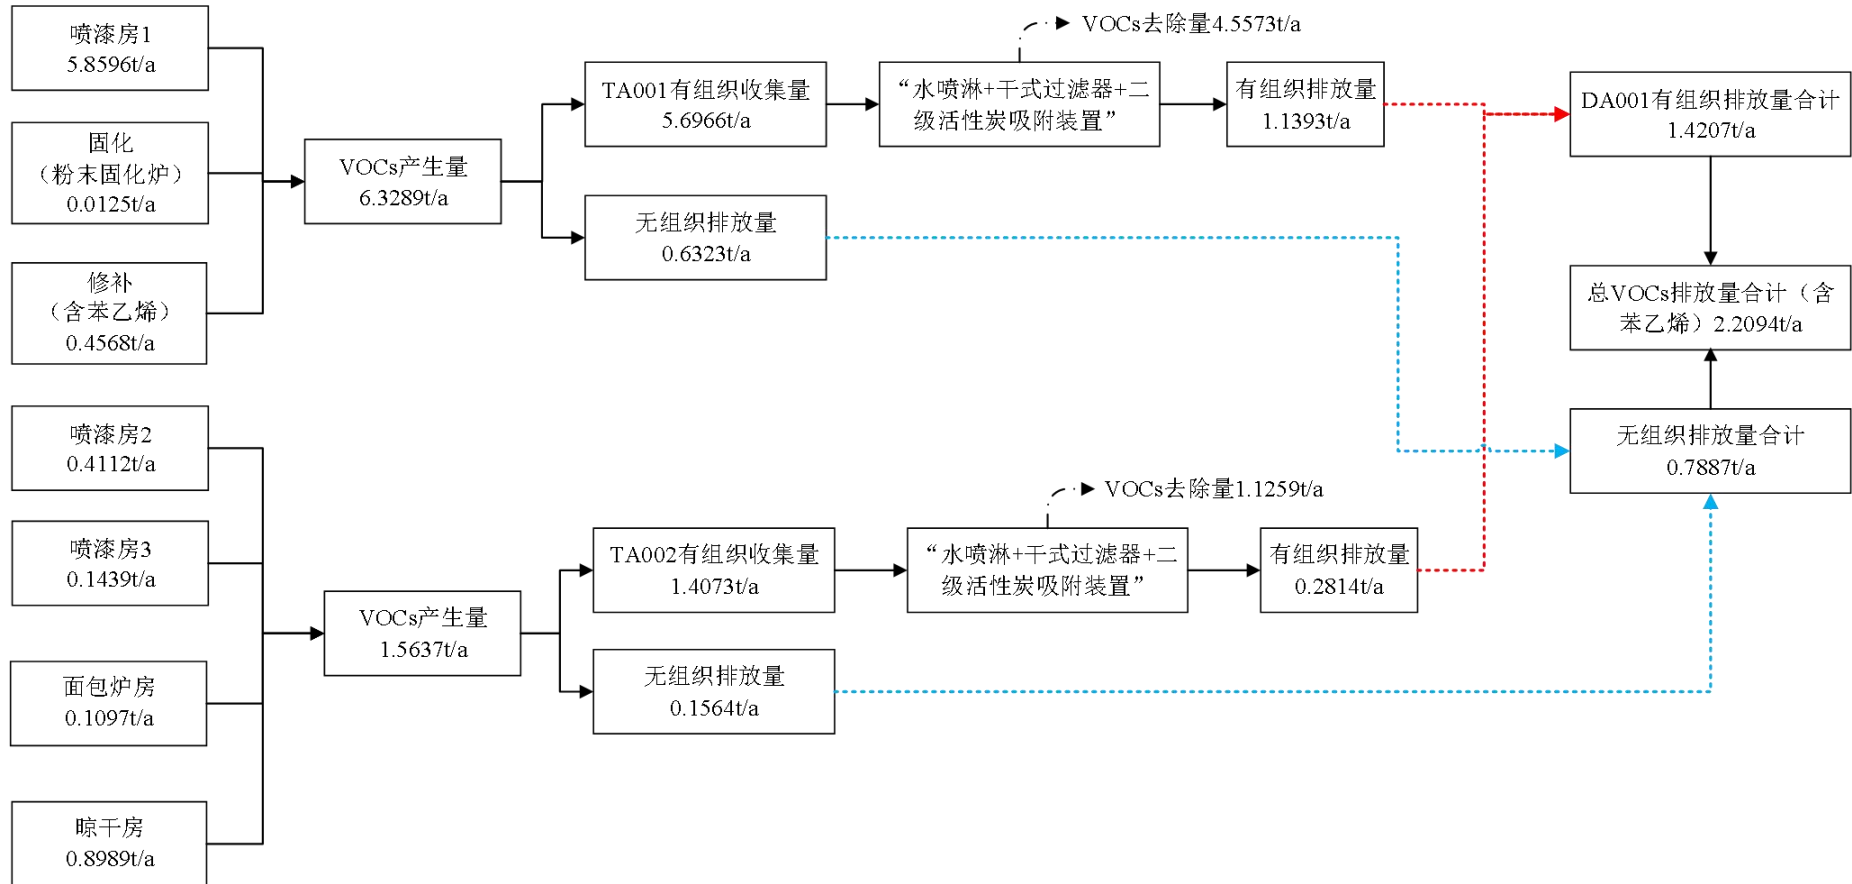 喷漆房1
5.8596t/a
固化
（粉末固化炉）
0.0125t/a
修补
（含苯乙烯）
0.4568t/a
VOCs产生量
6.3289t/a
TA001有组织收集量
5.6966t/a
无组织排放量
0.6323t/a
VOCs去除量4.5573t/a
“水喷淋+干式过滤器+二
级活性炭吸附装置”
有组织排放量
1.1393t/a
DA001有组织排放量合计
1.4207t/a
总VOCs排放量合计（含
苯乙烯）2.2094t/a
无组织排放量合计
0.7887t/a
喷漆房2
0.4112t/a
喷漆房3
0.1439t/a
面包炉房
0.1097t/a
晾干房
0.8989t/a
VOCs产生量
1.5637t/a
TA002有组织收集量
1.4073t/a
无组织排放量
0.1564t/a
VOCs去除量1.1259t/a
“水喷淋+干式过滤器+二
级活性炭吸附装置”
有组织排放量
0.2814t/a